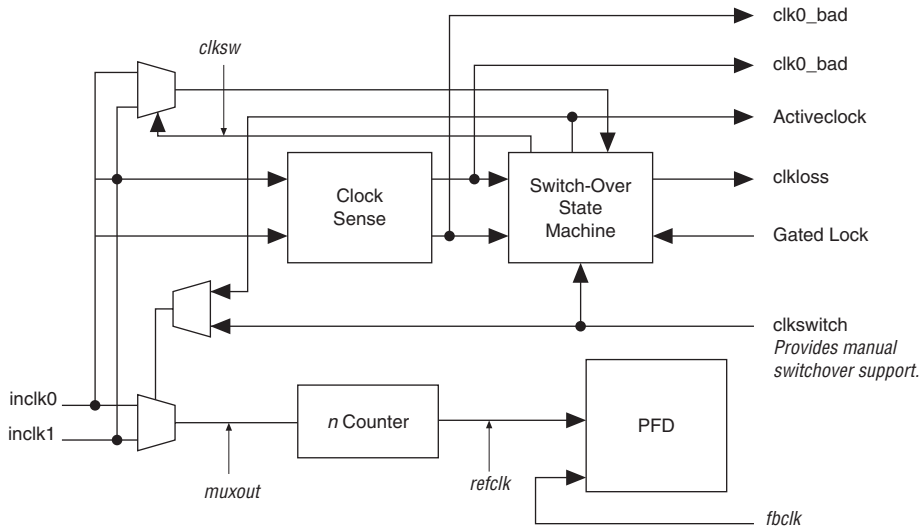 clk0_bad
clksw
clk0_bad
Activeclock
Clock
Sense
Switch-Over
State
Machine
clkloss
Gated Lock
clkswitch
Provides manual
switchover support.
inclk0
inclk1
n Counter
PFD
muxout
refclk
fbclk